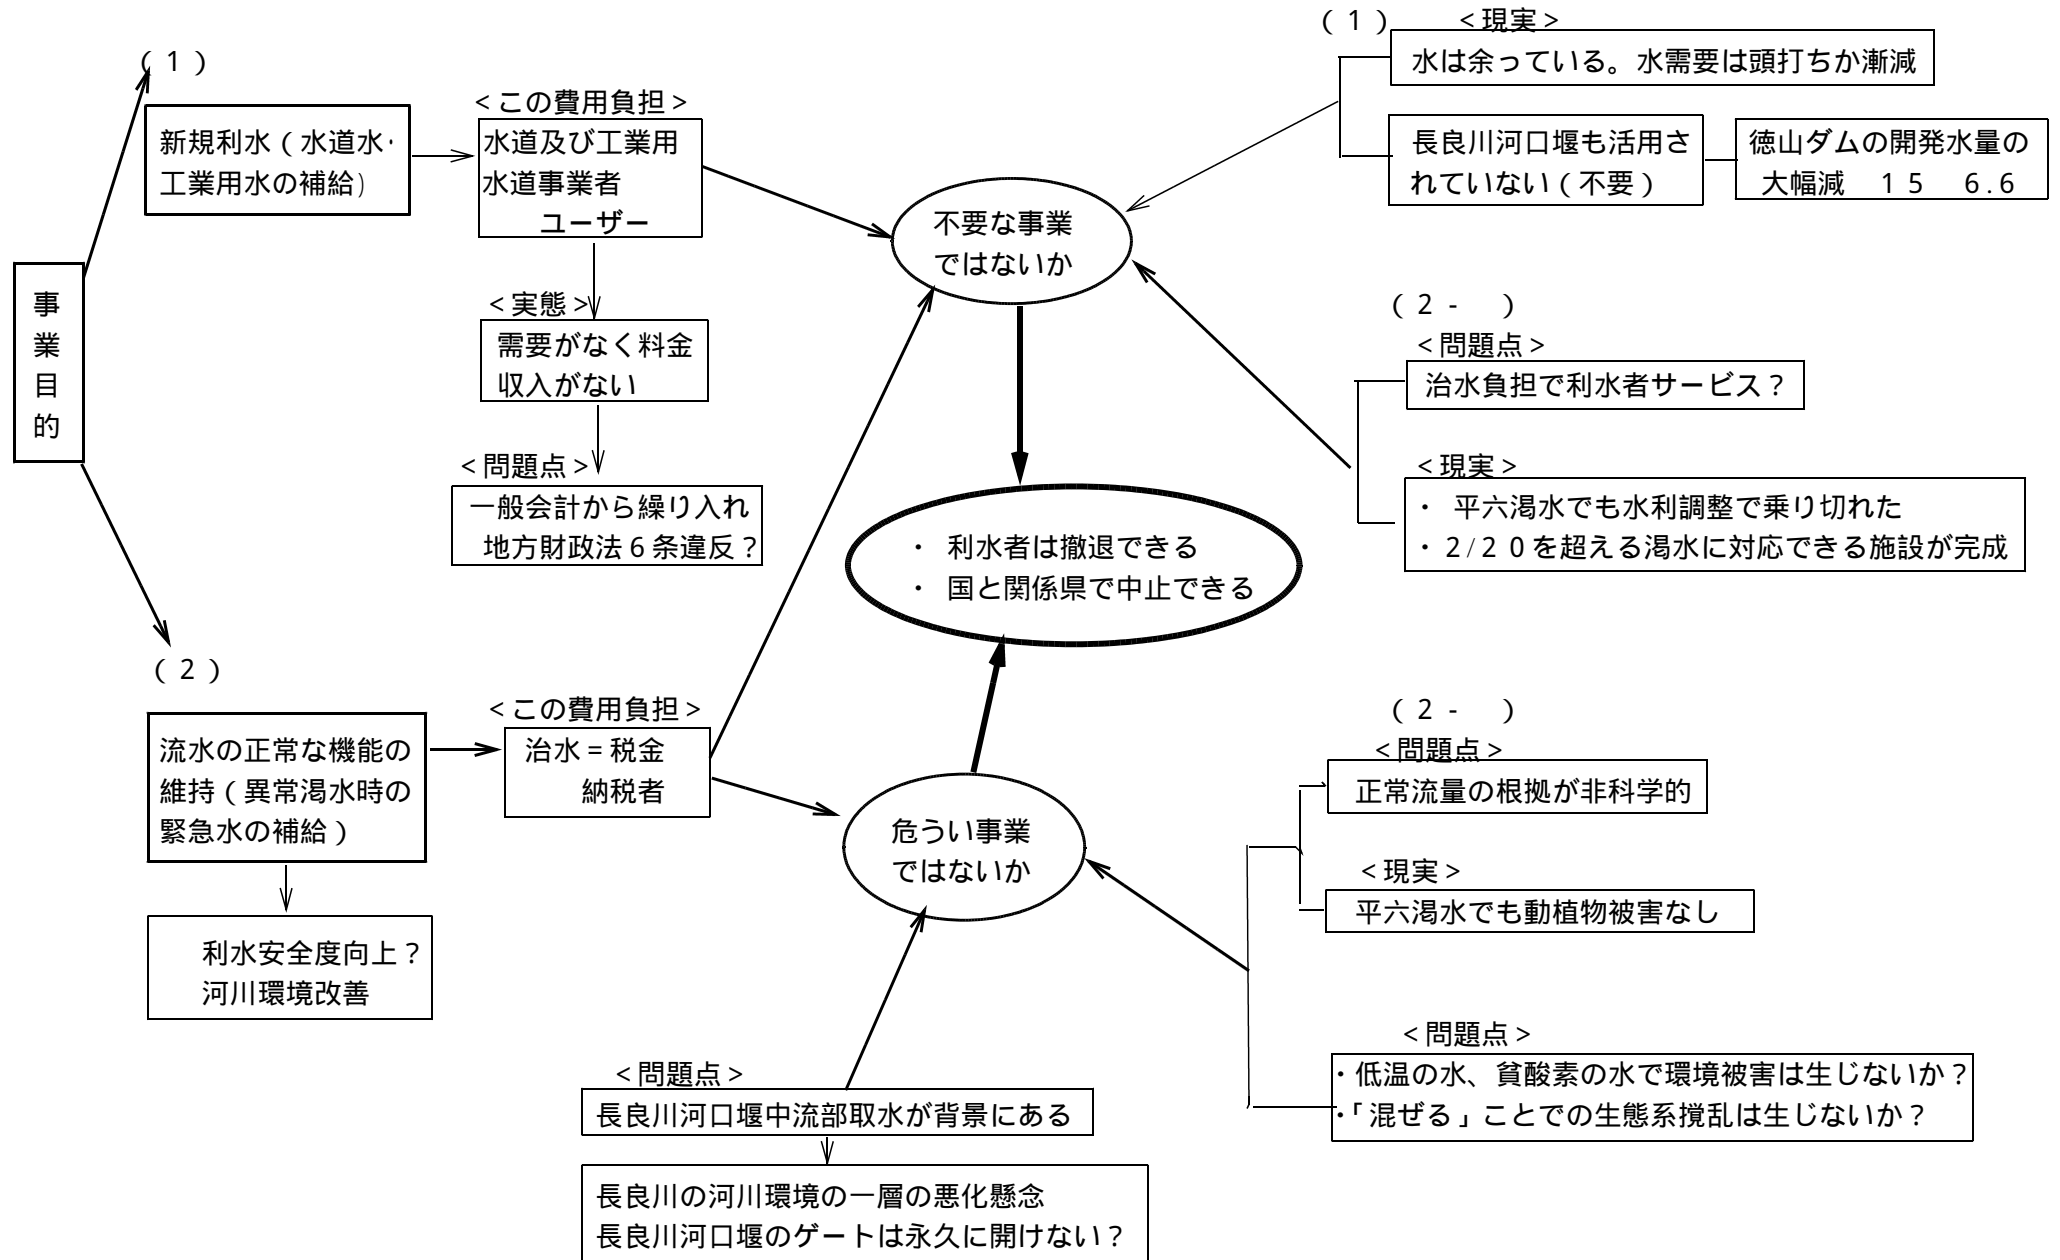 (1)
新規利水（水道水・
工業用水の補給)
<この費用負担>
水道及び工業用
水道事業者
ユーザー
<実態>
需要がなく料金
収入がない
<問題点>
一般会計から繰り入れ
地方財政法6条違反？
事
業
目
的
(2)
流水の正常な機能の
維持（異常渇水時の
緊急水の補給）
<この費用負担>
治水=税金
納税者
利水安全度向上？
河川環境改善
不要な事業
ではないか
・ 利水者は撤退できる
・ 国と関係県で中止できる
危うい事業
ではないか
<問題点>
長良川河口堰中流部取水が背景にある
長良川の河川環境の一層の悪化懸念
長良川河口堰のゲートは永久に開けない？
(1) <現実>
水は余っている。水需要は頭打ちか漸減
長良川河口堰も活用さ
れていない（不要）
徳山ダムの開発水量の
大幅減 15 6.6
(2- )
<問題点>
治水負担で利水者サービス？
<現実>
・ 平六渇水でも水利調整で乗り切れた
・2/20を超える渇水に対応できる施設が完成
(2- )
<問題点>
正常流量の根拠が非科学的
<現実>
平六渇水でも動植物被害なし
<問題点>
・低温の水、貧酸素の水で環境被害は生じないか？
・「混ぜる」ことでの生態系撹乱は生じないか？